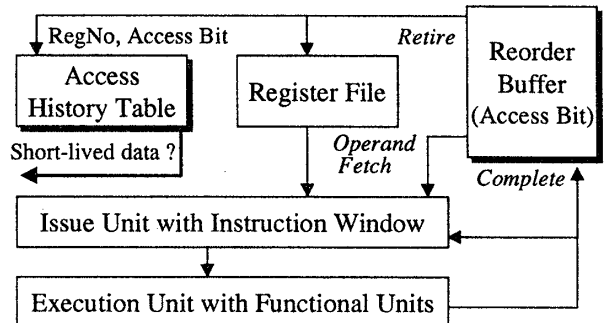 RegNo, Access Bit
Retire
Access
History Table
Register File
Reorder
Buffer
(Access Bit)
Short-lived data ?
Operand
Fetch
Complete
Issue Unit with Instruction Window
Execution Unit with Functional Units